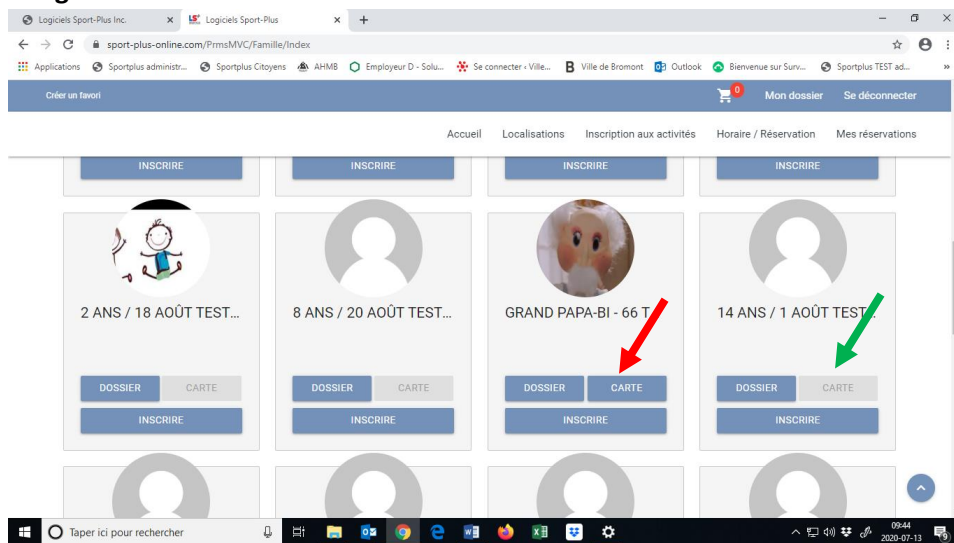 Logiciels Sport-Plus Inc.
Logiciels Sport-Plus
sport-plus-online.com/PrmsMVC/Famille/Index
Applications Sportplus administr... Sportplus Citoyens AHMB Employeur D - Solu... Se connecter ‹ Ville... Ville de Bromont Outlook Bienvenue sur Surv... Sportplus TEST ad... »
Créer un favori 0 Mon dossier Se déconnecter
Accueil Localisations Inscription aux activités Horaire / Réservation Mes réservations
INSCRIRE INSCRIRE INSCRIRE INSCRIRE
2 ANS / 18 AOÛT TEST... 8 ANS / 20 AOÛT TEST... GRAND PAPA-BI - 66 T 14 ANS / 1 AOÛT TEST...
DOSSIER CARTE DOSSIER CARTE DOSSIER CARTE DOSSIER CARTE
INSCRIRE INSCRIRE INSCRIRE INSCRIRE
Taper ici pour rechercher
09:44
2020-07-13